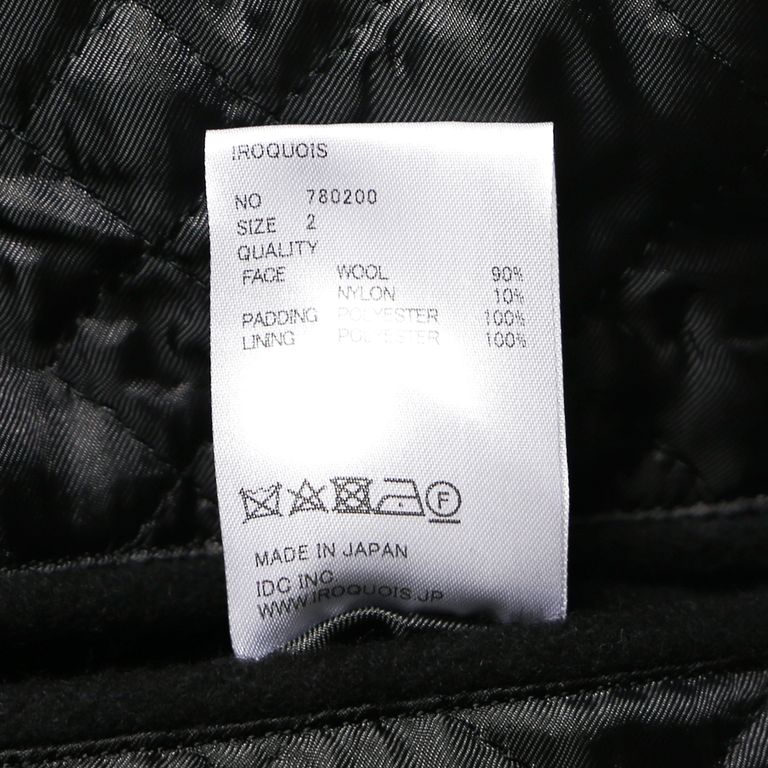 IROQUOIS
NO 780200
SIZE 2
QUALITY
FACE WOOL 90%
NYLON 10%
PADDING POLYESTER 100%
LINING POLYESTER 100%
F
MADE IN JAPAN
IDC INC
WWW.IROQUOIS.JP